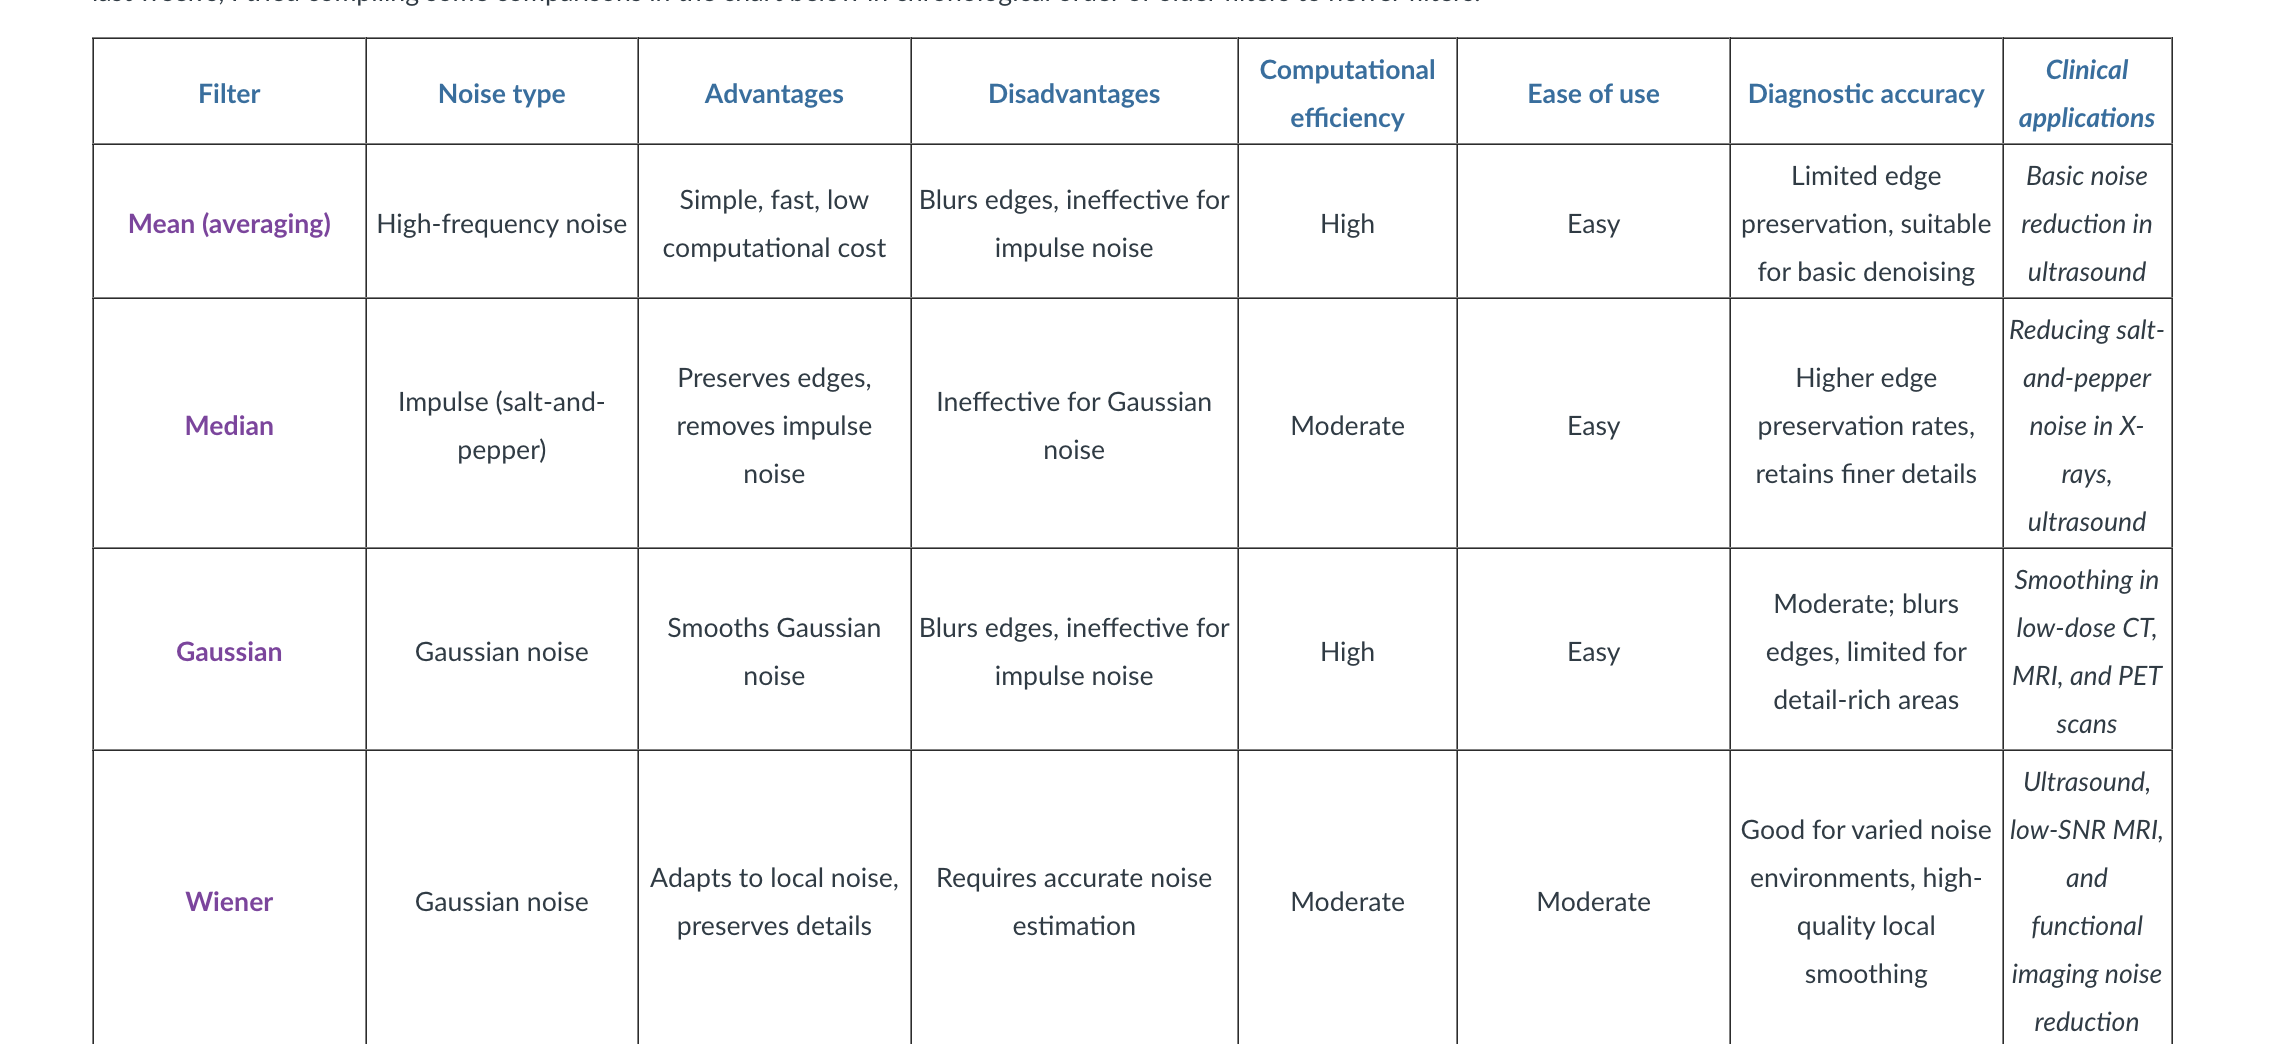 Filter
Noise type
Advantages
Disadvantages
Computational
efficiency
Ease of use
Diagnostic accuracy
Clinical
applications
Mean (averaging)
High-frequency noise
Simple, fast, low
computational cost
Blurs edges, ineffective for
impulse noise
High
Easy
Limited edge
preservation, suitable
for basic denoising
Basic noise
reduction in
ultrasound
Median
Impulse (salt-and-
pepper)
Preserves edges,
removes impulse
noise
Ineffective for Gaussian
noise
Moderate
Easy
Higher edge
preservation rates,
retains finer details
Reducing salt-
and-pepper
noise in X-
rays,
ultrasound
Gaussian
Gaussian noise
Smooths Gaussian
noise
Blurs edges, ineffective for
impulse noise
High
Easy
Moderate; blurs
edges, limited for
detail-rich areas
Smoothing in
low-dose CT,
MRI, and PET
scans
Wiener
Gaussian noise
Adapts to local noise,
preserves details
Requires accurate noise
estimation
Moderate
Moderate
Good for varied noise
environments, high-
quality local
smoothing
Ultrasound,
low-SNR MRI,
and
functional
imaging noise
reduction